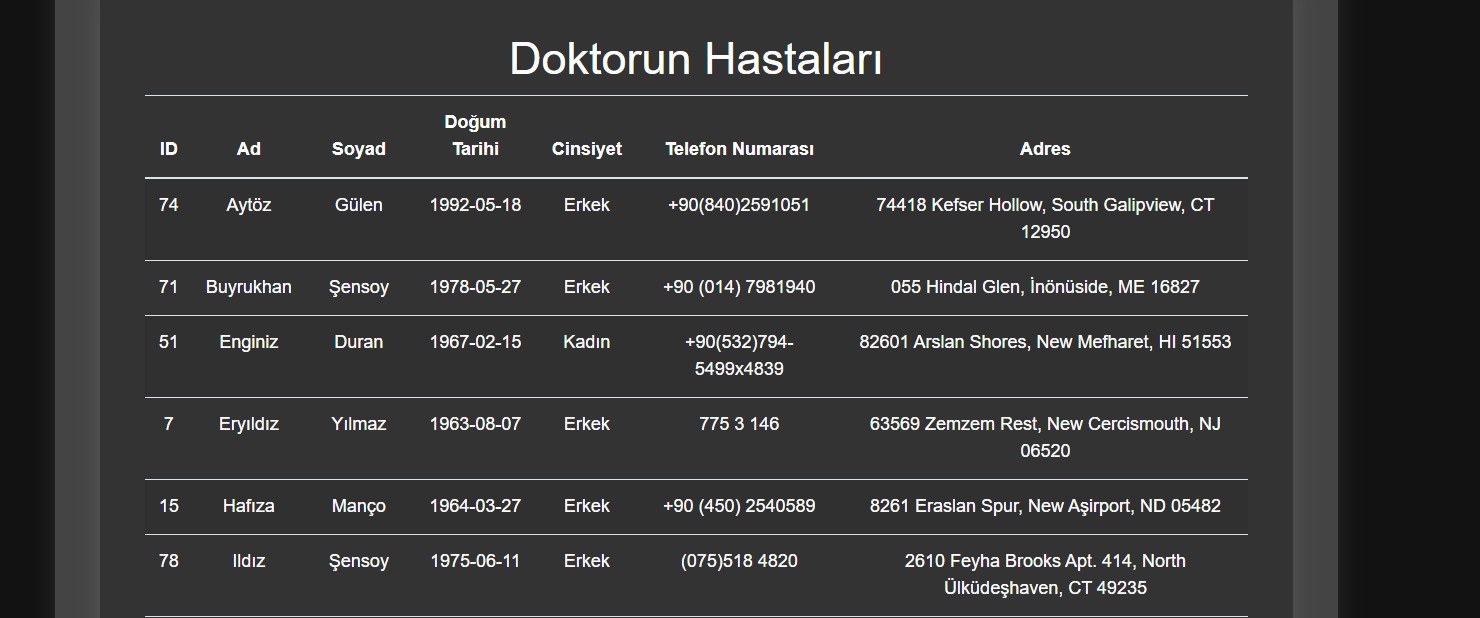 Doktorun Hastaları
ID Ad Soyad Doğum Tarihi Cinsiyet Telefon Numarası Adres
74 Aytöz Gülen 1992-05-18 Erkek +90(840)2591051 74418 Kefser Hollow, South Galipview, CT 12950
71 Buyrukhan Şensoy 1978-05-27 Erkek +90 (014) 7981940 055 Hindal Glen, İnönüside, ME 16827
51 Enginiz Duran 1967-02-15 Kadın +90(532)794-5499x4839 82601 Arslan Shores, New Mefharet, HI 51553
7 Eryıldız Yılmaz 1963-08-07 Erkek 775 3 146 63569 Zemzem Rest, New Cercismouth, NJ 06520
15 Hafıza Manço 1964-03-27 Erkek +90 (450) 2540589 8261 Eraslan Spur, New Aşirport, ND 05482
78 Ildız Şensoy 1975-06-11 Erkek (075)518 4820 2610 Feyha Brooks Apt. 414, North Ülküdeşhaven, CT 49235